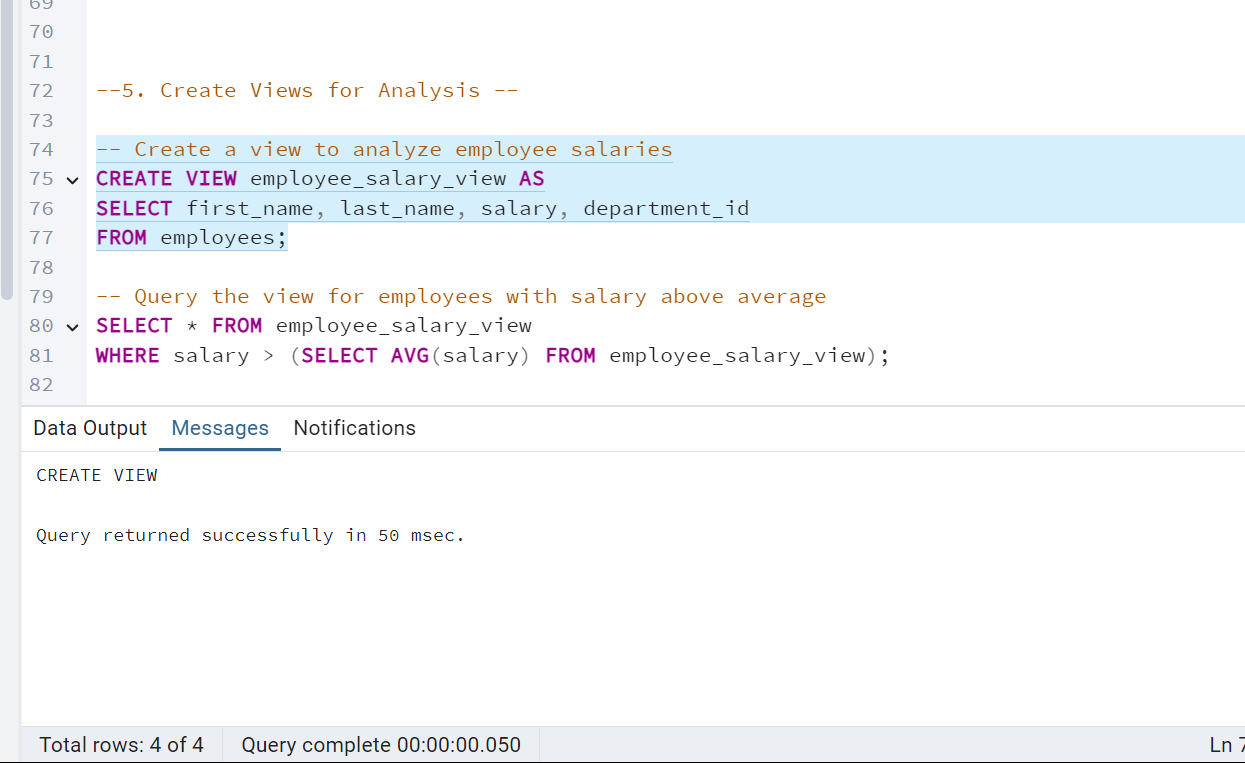 69
70
71
72 --5. Create Views for Analysis --
73
74 -- Create a view to analyze employee salaries
75 CREATE VIEW employee_salary_view AS
76 SELECT first_name, last_name, salary, department_id
77 FROM employees;
78
79 -- Query the view for employees with salary above average
80 SELECT * FROM employee_salary_view
81 WHERE salary > (SELECT AVG(salary) FROM employee_salary_view);
82
Data Output Messages Notifications
CREATE VIEW
Query returned successfully in 50 msec.
Total rows: 4 of 4 Query complete 00:00:00.050 Ln